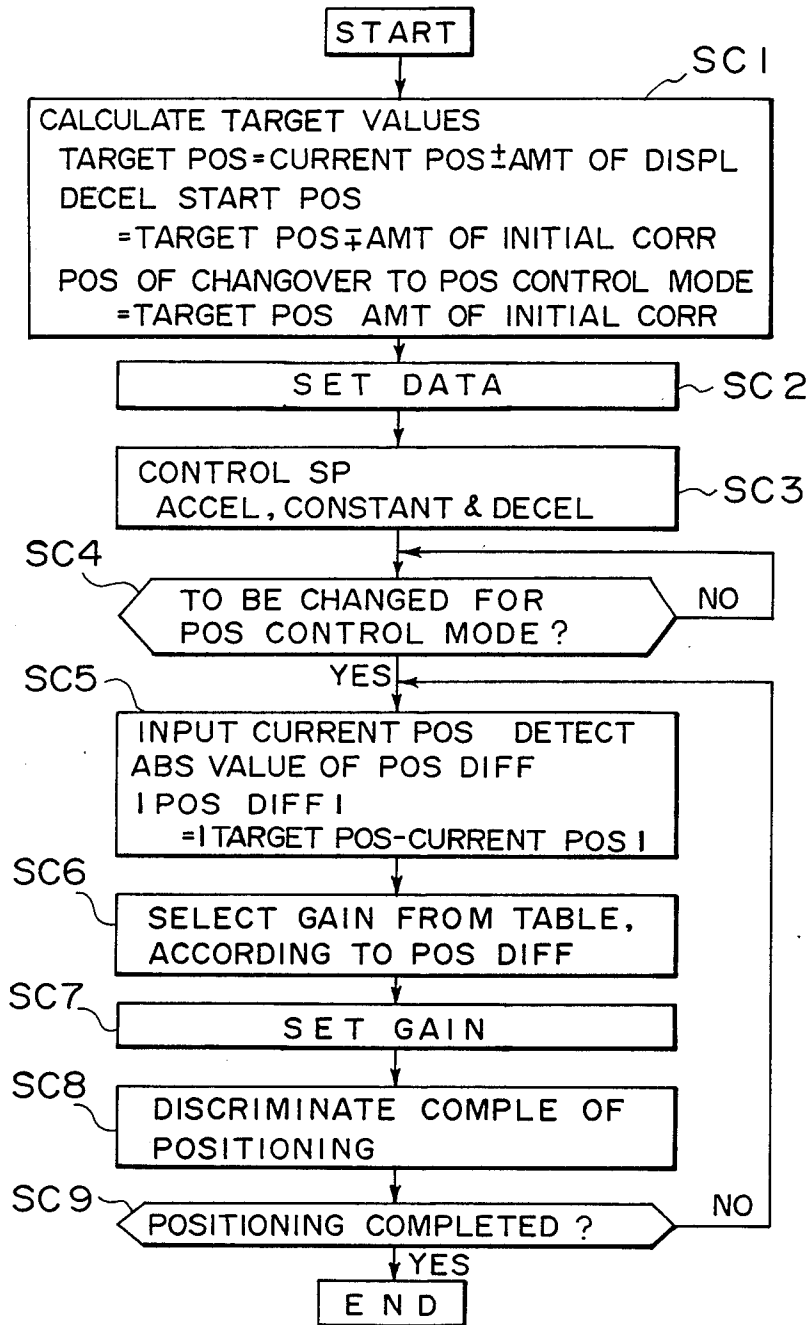 START
SC1
CALCULATE TARGET VALUES
TARGET POS=CURRENT POS±AMT OF DISPL
DECEL START POS
=TARGET POS∓AMT OF INITIAL CORR
POS OF CHANGOVER TO POS CONTROL MODE
=TARGET POS AMT OF INITIAL CORR
SET DATA
SC2
CONTROL SP
ACCEL, CONSTANT & DECEL
SC3
SC4
TO BE CHANGED FOR
POS CONTROL MODE?
NO
YES
SC5
INPUT CURRENT POS DETECT
ABS VALUE OF POS DIFF
|POS DIFF|
=|TARGET POS-CURRENT POS|
SC6
SELECT GAIN FROM TABLE,
ACCORDING TO POS DIFF
SC7
SET GAIN
SC8
DISCRIMINATE COMPLE OF
POSITIONING
SC9
POSITIONING COMPLETED?
NO
YES
END